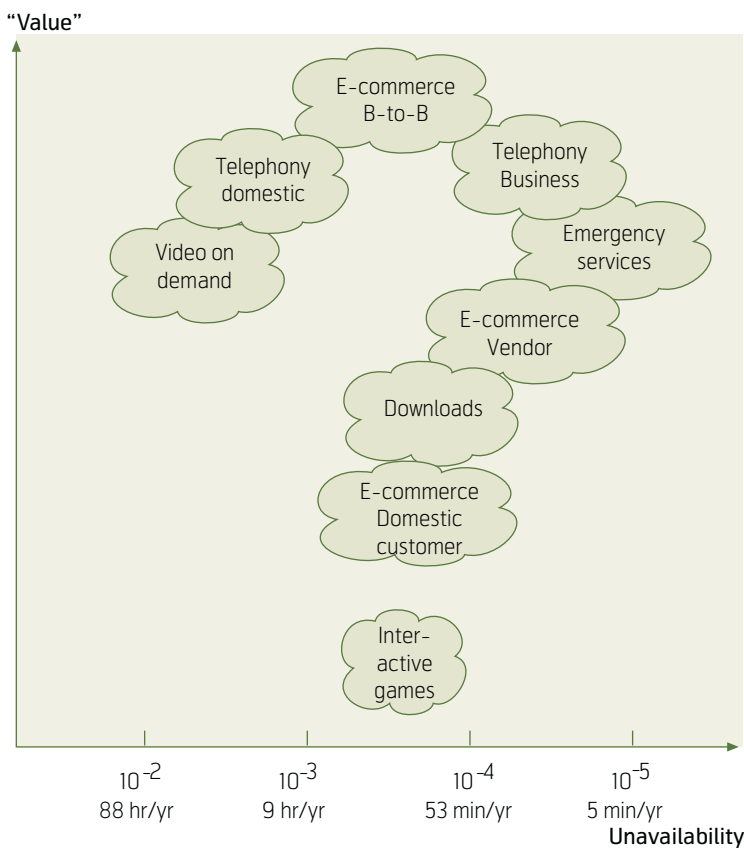 “Value”
E-commerce
B-to-B
Telephony
Business
Telephony
domestic
Emergency
services
Video on
demand
E-commerce
Vendor
Downloads
E-commerce
Domestic
customer
Inter-
active
games
10⁻² 10⁻³ 10⁻⁴ 10⁻⁵
88 hr/yr 9 hr/yr 53 min/yr 5 min/yr
Unavailability